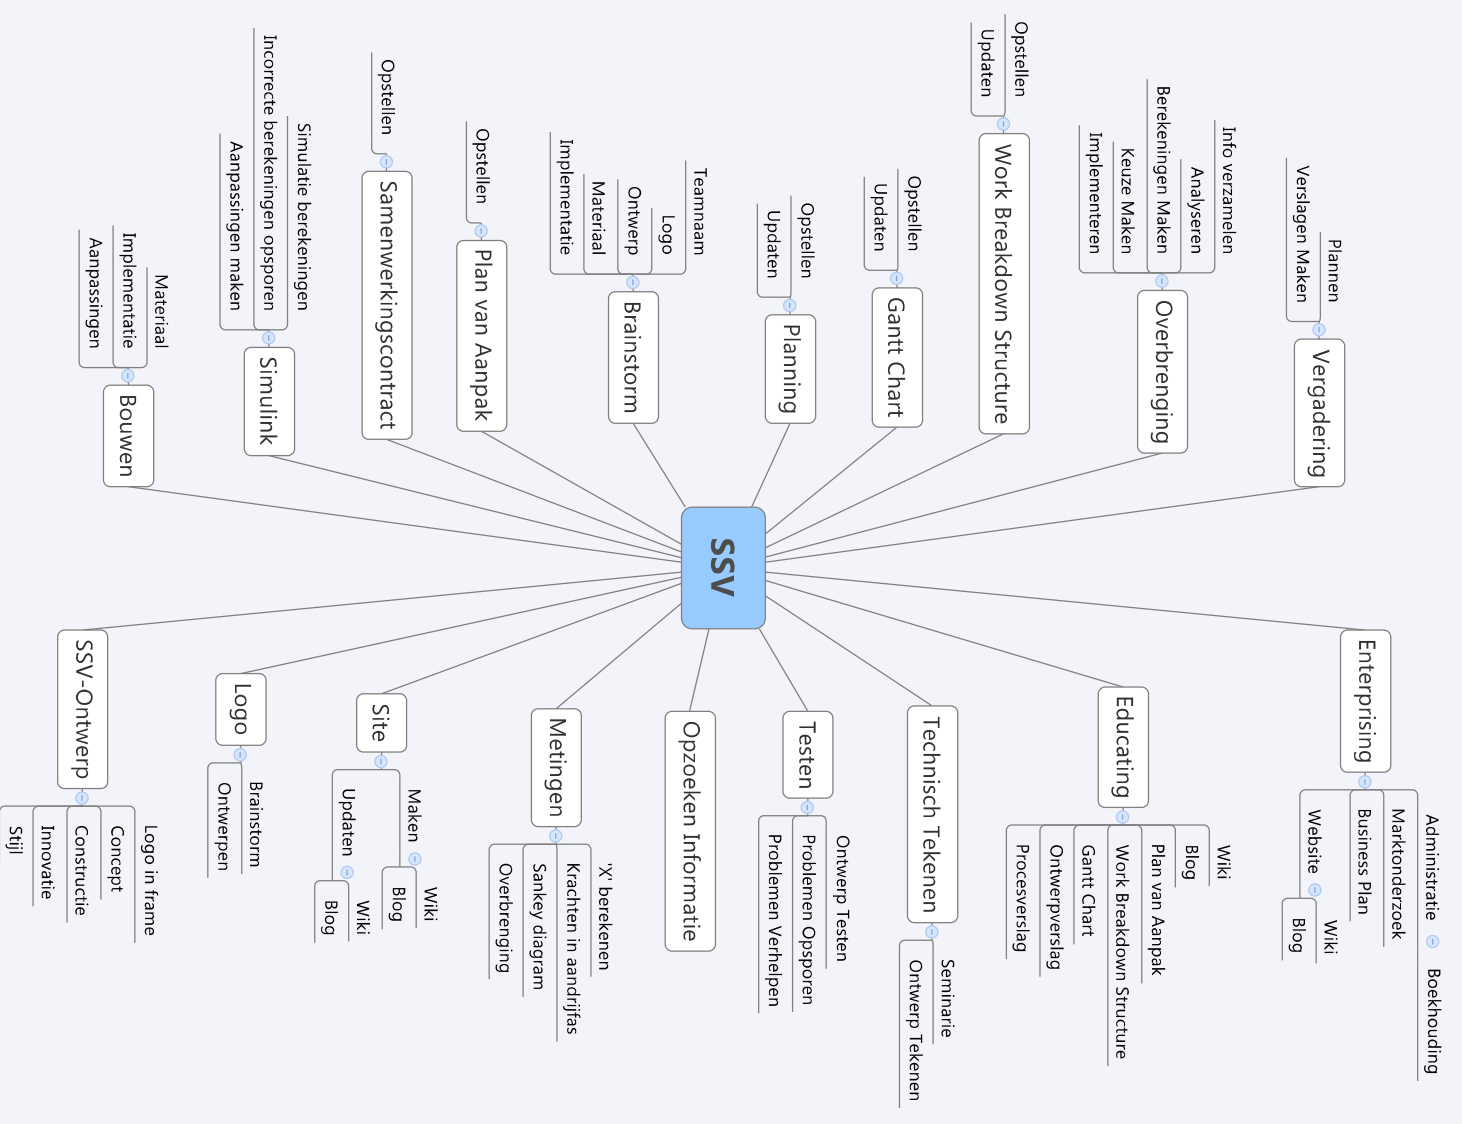 SSV
Enterprising
Administratie
Boekhouding
Marktonderzoek
Business Plan
Website
Wiki
Blog
Educating
Wiki
Blog
Plan van Aanpak
Work Breakdown Structure
Gantt Chart
Ontwerpverslag
Procesverslag
Technisch Tekenen
Seminarie
Ontwerp Tekenen
Testen
Ontwerp Testen
Problemen Opsporen
Problemen Verhelpen
Opzoeken Informatie
Metingen
'X' berekenen
Krachten in aandrijfas
Sankey diagram
Overbrenging
Site
Maken
Wiki
Blog
Updaten
Wiki
Blog
Logo
Brainstorm
Ontwerpen
SSV-Ontwerp
Logo in frame
Concept
Constructie
Innovatie
Stijl
Vergadering
Plannen
Verslagen Maken
Overbrenging
Info verzamelen
Analyseren
Berekeningen Maken
Keuze Maken
Implementeren
Work Breakdown Structure
Opstellen
Updaten
Gantt Chart
Opstellen
Updaten
Planning
Opstellen
Updaten
Brainstorm
Teamnaam
Logo
Ontwerp
Materiaal
Implementatie
Plan van Aanpak
Opstellen
Samenwerkingscontract
Opstellen
Simulink
Simulatie berekeningen
Incorrecte berekeningen opsporen
Aanpassingen maken
Bouwen
Materiaal
Implementatie
Aanpassingen